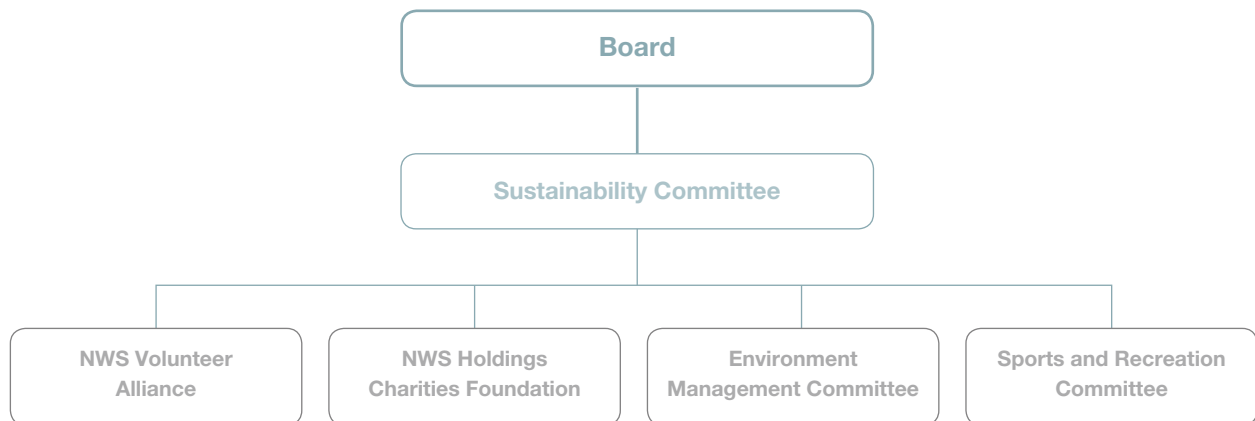 Board
Sustainability Committee
NWS Volunteer
Alliance
NWS Holdings
Charities Foundation
Environment
Management Committee
Sports and Recreation
Committee